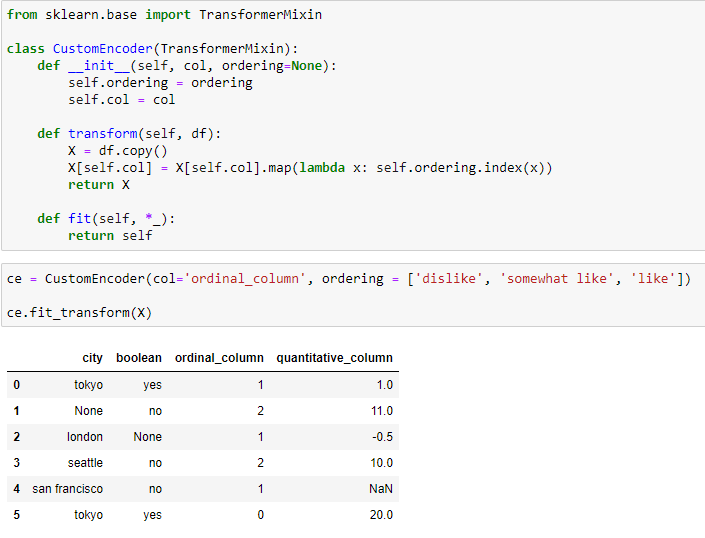 from sklearn.base import TransformerMixin
class CustomEncoder(TransformerMixin):
    def __init__(self, col, ordering=None):
        self.ordering = ordering
        self.col = col
    def transform(self, df):
        X = df.copy()
        X[self.col] = X[self.col].map(lambda x: self.ordering.index(x))
        return X
    def fit(self, *_):
        return self
ce = CustomEncoder(col='ordinal_column', ordering = ['dislike', 'somewhat like', 'like'])
ce.fit_transform(X)
city boolean ordinal_column quantitative_column
0 tokyo yes 1 1.0
1 None no 2 11.0
2 london None 1 -0.5
3 seattle no 2 10.0
4 san francisco no 1 NaN
5 tokyo yes 0 20.0